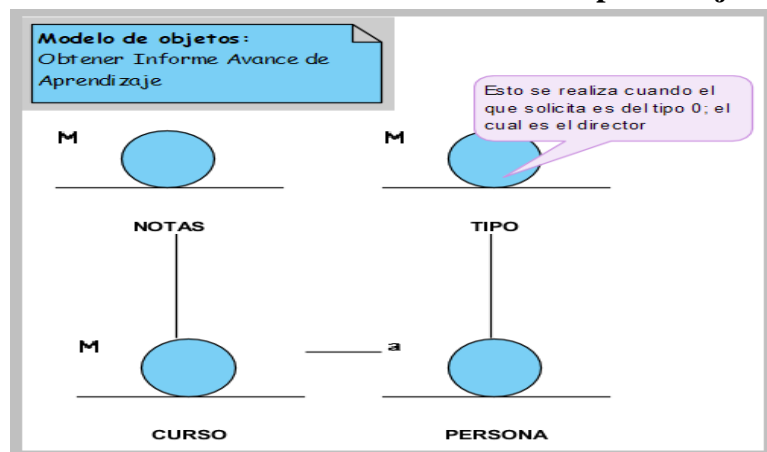 Modelo de objetos:
Obtener Informe Avance de
Aprendizaje
Esto se realiza cuando el
que solicita es del tipo 0; el
cual es el director
M
M
NOTAS
TIPO
M
a
CURSO
PERSONA